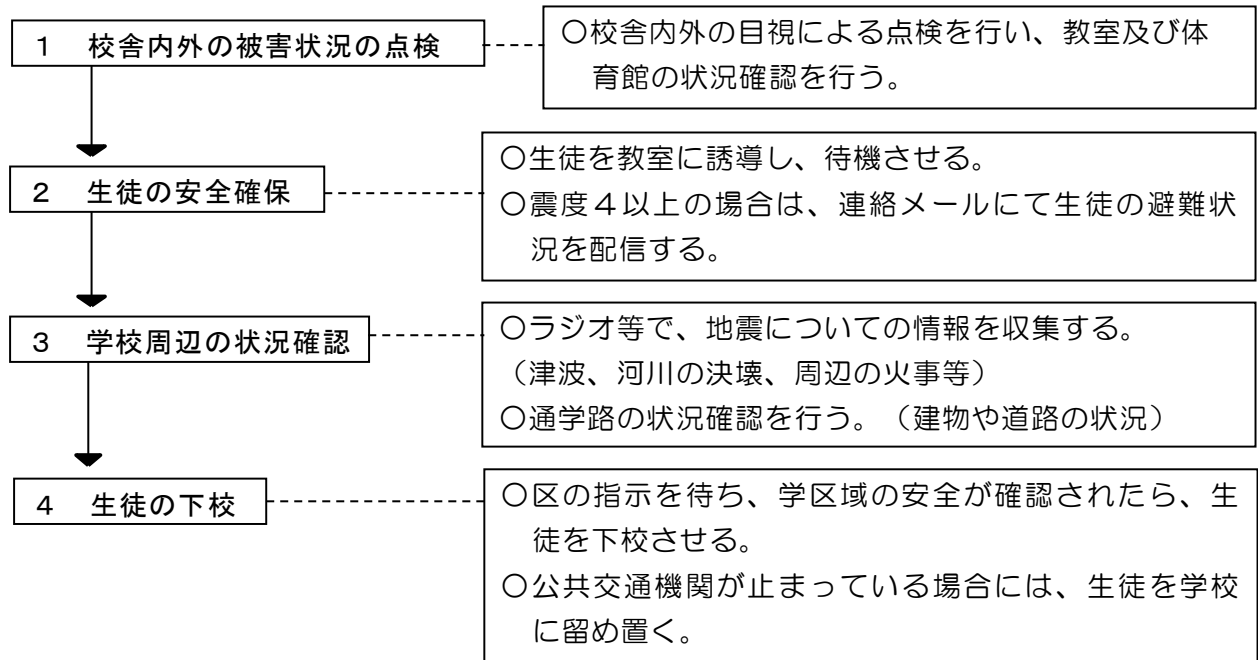 １　校舎内外の被害状況の点検
〇校舎内外の目視による点検を行い、教室及び体
育館の状況確認を行う。
２　生徒の安全確保
〇生徒を教室に誘導し、待機させる。
〇震度４以上の場合は、連絡メールにて生徒の避難状
況を配信する。
３　学校周辺の状況確認
〇ラジオ等で、地震についての情報を収集する。
（津波、河川の決壊、周辺の火事等）
〇通学路の状況確認を行う。（建物や道路の状況）
４　生徒の下校
〇区の指示を待ち、学区域の安全が確認されたら、生
徒を下校させる。
〇公共交通機関が止まっている場合には、生徒を学校
に留め置く。